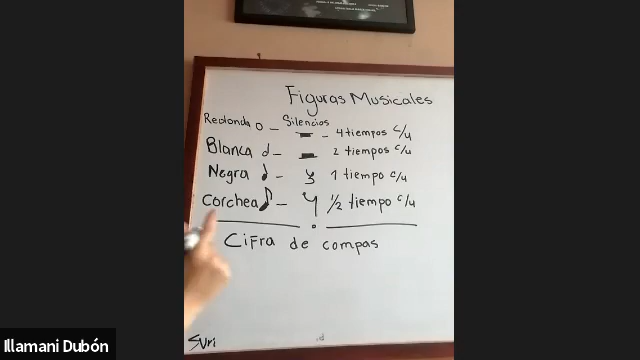 Figuras Musicales
Redonda o - Silencios - 4 tiempos c/u
Blanca - 2 tiempos c/u
Negra - 1 tiempo c/u
Corchea - 1/2 tiempo c/u
Cifra de compas
Illamani Dubón